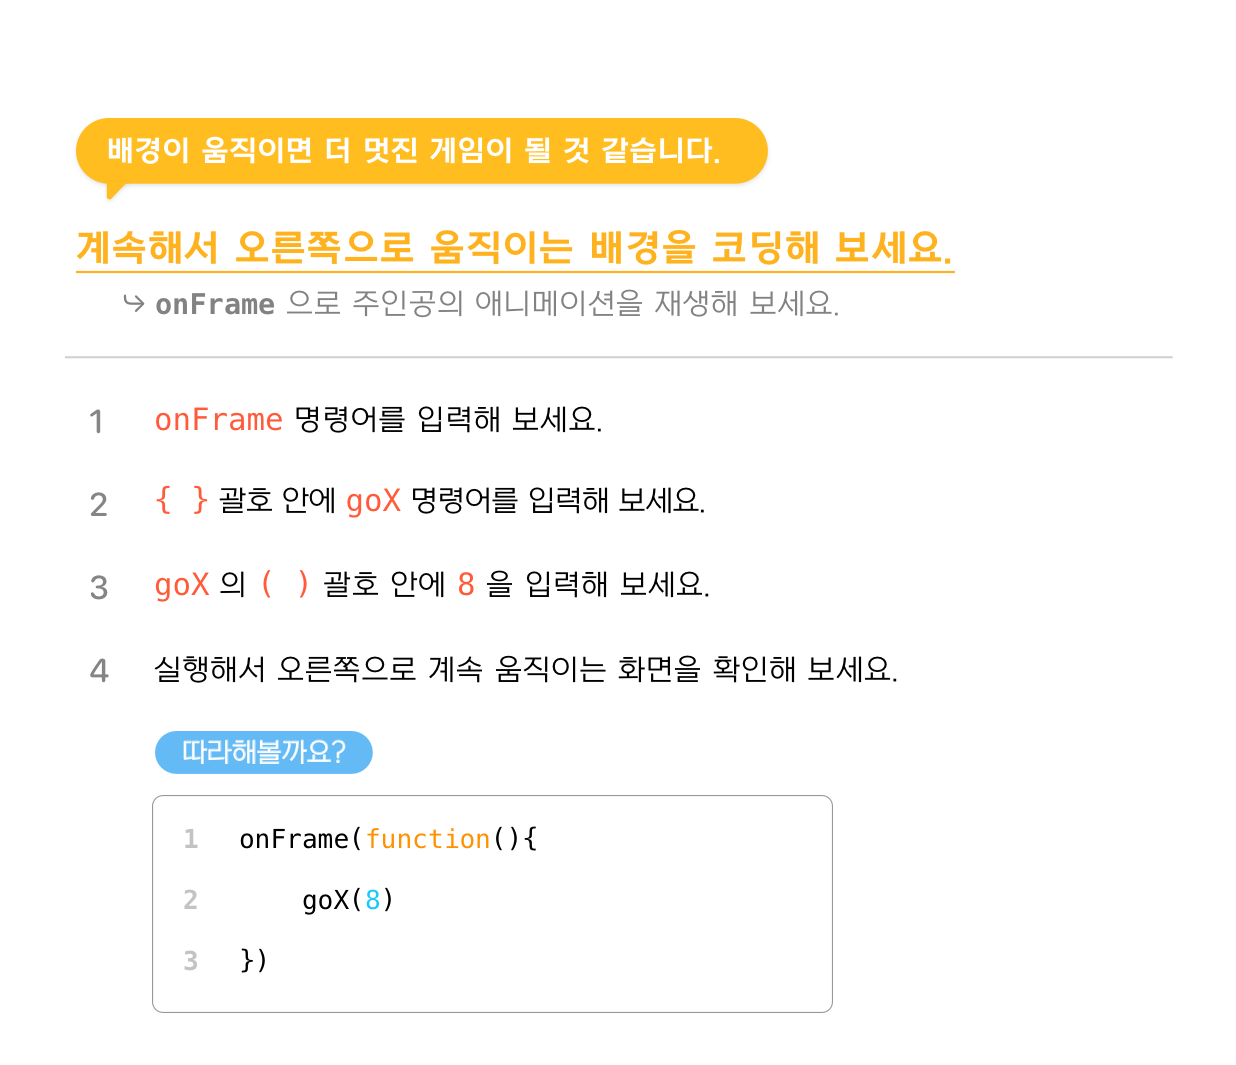 배경이 움직이면 더 멋진 게임이 될 것 같습니다.
계속해서 오른쪽으로 움직이는 배경을 코딩해 보세요.
↪ onFrame 으로 주인공의 애니메이션을 재생해 보세요.
1 onFrame 명령어를 입력해 보세요.
2 { } 괄호 안에 goX 명령어를 입력해 보세요.
3 goX 의 ( ) 괄호 안에 8 을 입력해 보세요.
4 실행해서 오른쪽으로 계속 움직이는 화면을 확인해 보세요.
따라해볼까요?
1 onFrame(function(){
2     goX(8)
3 })